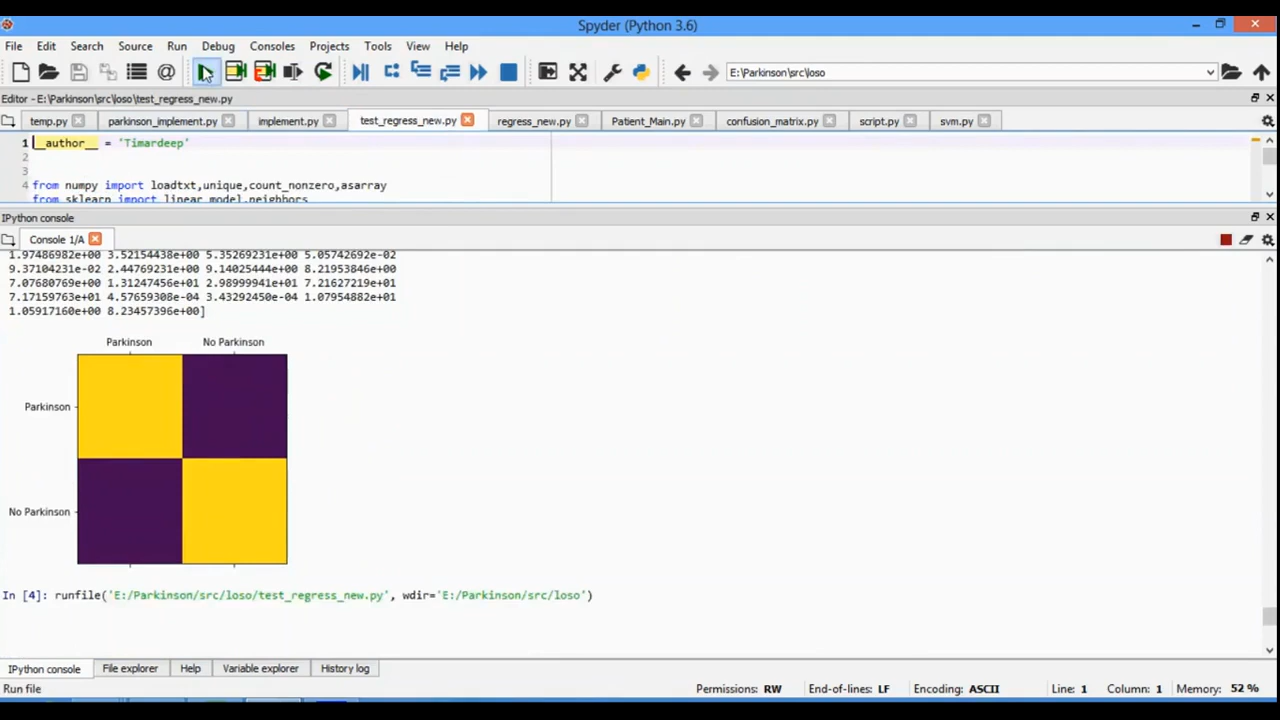 Spyder (Python 3.6)
File Edit Search Source Run Debug Consoles Projects Tools View Help
E:\Parkinson\src\loso
Editor - E:\Parkinson\src\loso\test_regress_new.py
temp.py parkinson_implement.py implement.py test_regress_new.py regress_new.py Patient_Main.py confusion_matrix.py script.py svm.py
1 __author__ = 'Timardeep'
2
3
4 from numpy import loadtxt,unique,count_nonzero,asarray
from sklearn import linear_model,neighbors
IPython console
Console 1/A
1.97486982e+00 3.52154438e+00 5.35269231e+00 5.05742692e-02
9.37104231e-02 2.44769231e+00 9.14025444e+00 8.21953846e+00
7.07680769e+00 1.31247456e+01 2.98999941e+01 7.21627219e+01
7.17159763e+01 4.57659308e-04 3.43292450e-04 1.07954882e+01
1.05917160e+00 8.23457396e+00]
Parkinson No Parkinson
Parkinson
No Parkinson
In [4]: runfile('E:/Parkinson/src/loso/test_regress_new.py', wdir='E:/Parkinson/src/loso')
IPython console File explorer Help Variable explorer History log
Run file Permissions: RW End-of-lines: LF Encoding: ASCII Line: 1 Column: 1 Memory: 52 %